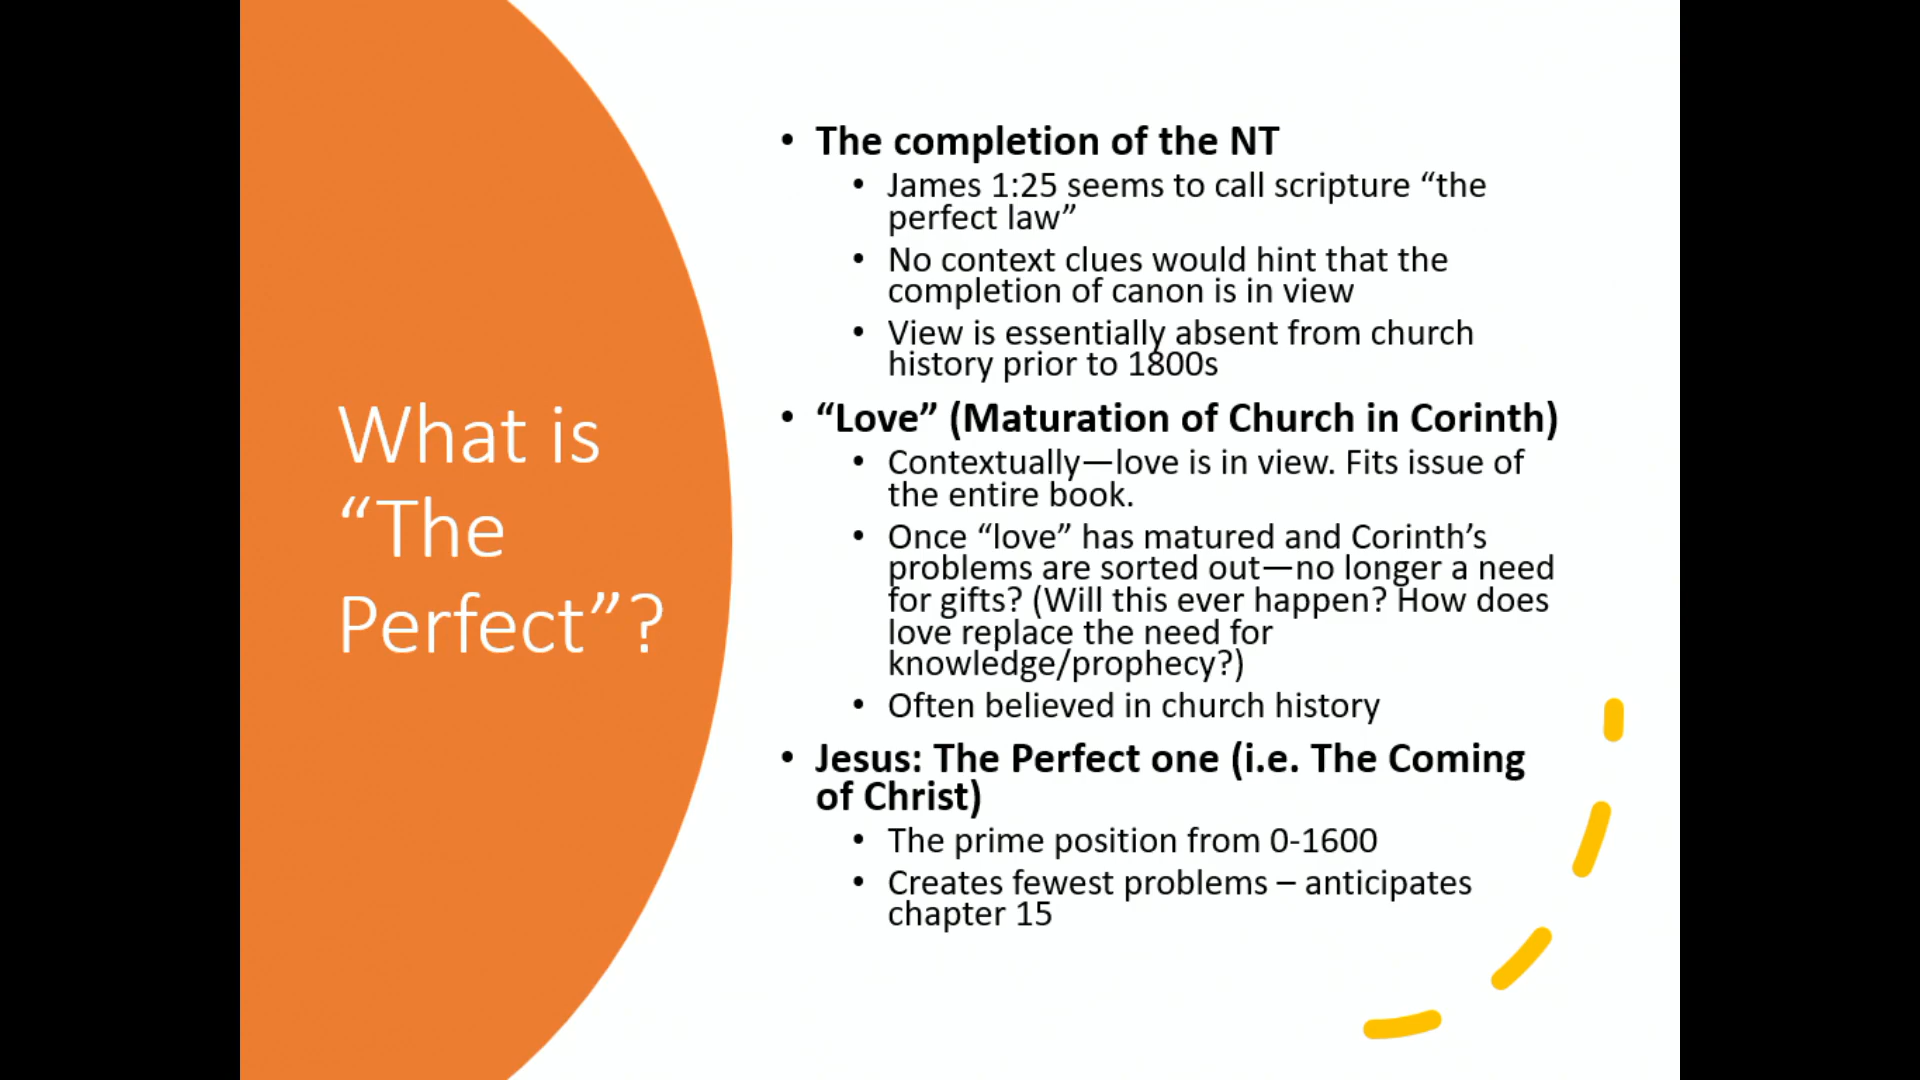 What is
“The
Perfect”?
• The completion of the NT
• James 1:25 seems to call scripture “the
perfect law”
• No context clues would hint that the
completion of canon is in view
• View is essentially absent from church
history prior to 1800s
• “Love” (Maturation of Church in Corinth)
• Contextually—love is in view. Fits issue of
the entire book.
• Once “love” has matured and Corinth’s
problems are sorted out—no longer a need
for gifts? (Will this ever happen? How does
love replace the need for
knowledge/prophecy?)
• Often believed in church history
• Jesus: The Perfect one (i.e. The Coming
of Christ)
• The prime position from 0-1600
• Creates fewest problems – anticipates
chapter 15